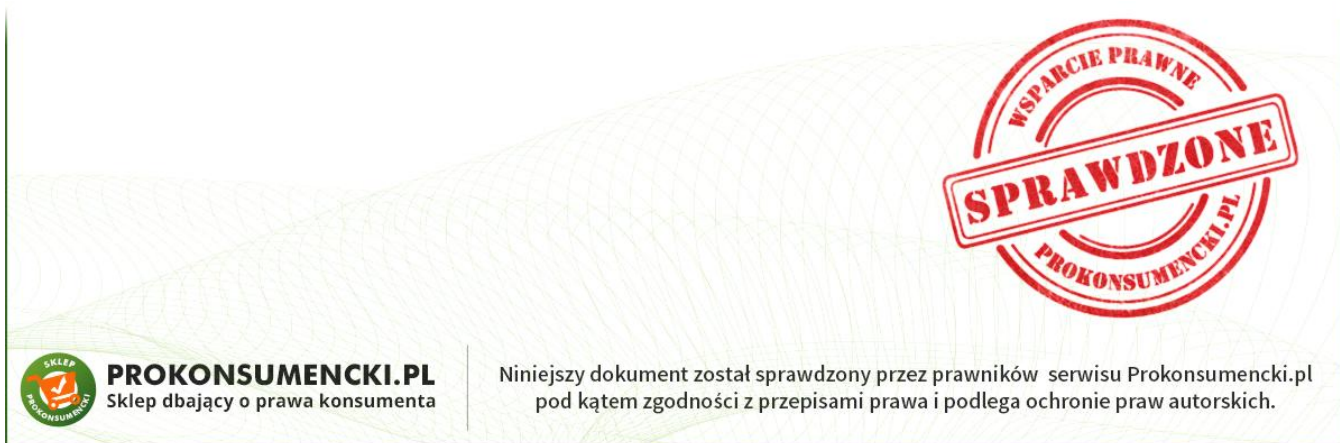 WSPARCIE PRAWNE
SPRAWDZONE
PROKONSUMENCKI.PL
SKLEP
PROKONSUMENCKI
PROKONSUMENCKI.PL
Sklep dbający o prawa konsumenta
Niniejszy dokument został sprawdzony przez prawników serwisu Prokonsumencki.pl
pod kątem zgodności z przepisami prawa i podlega ochronie praw autorskich.